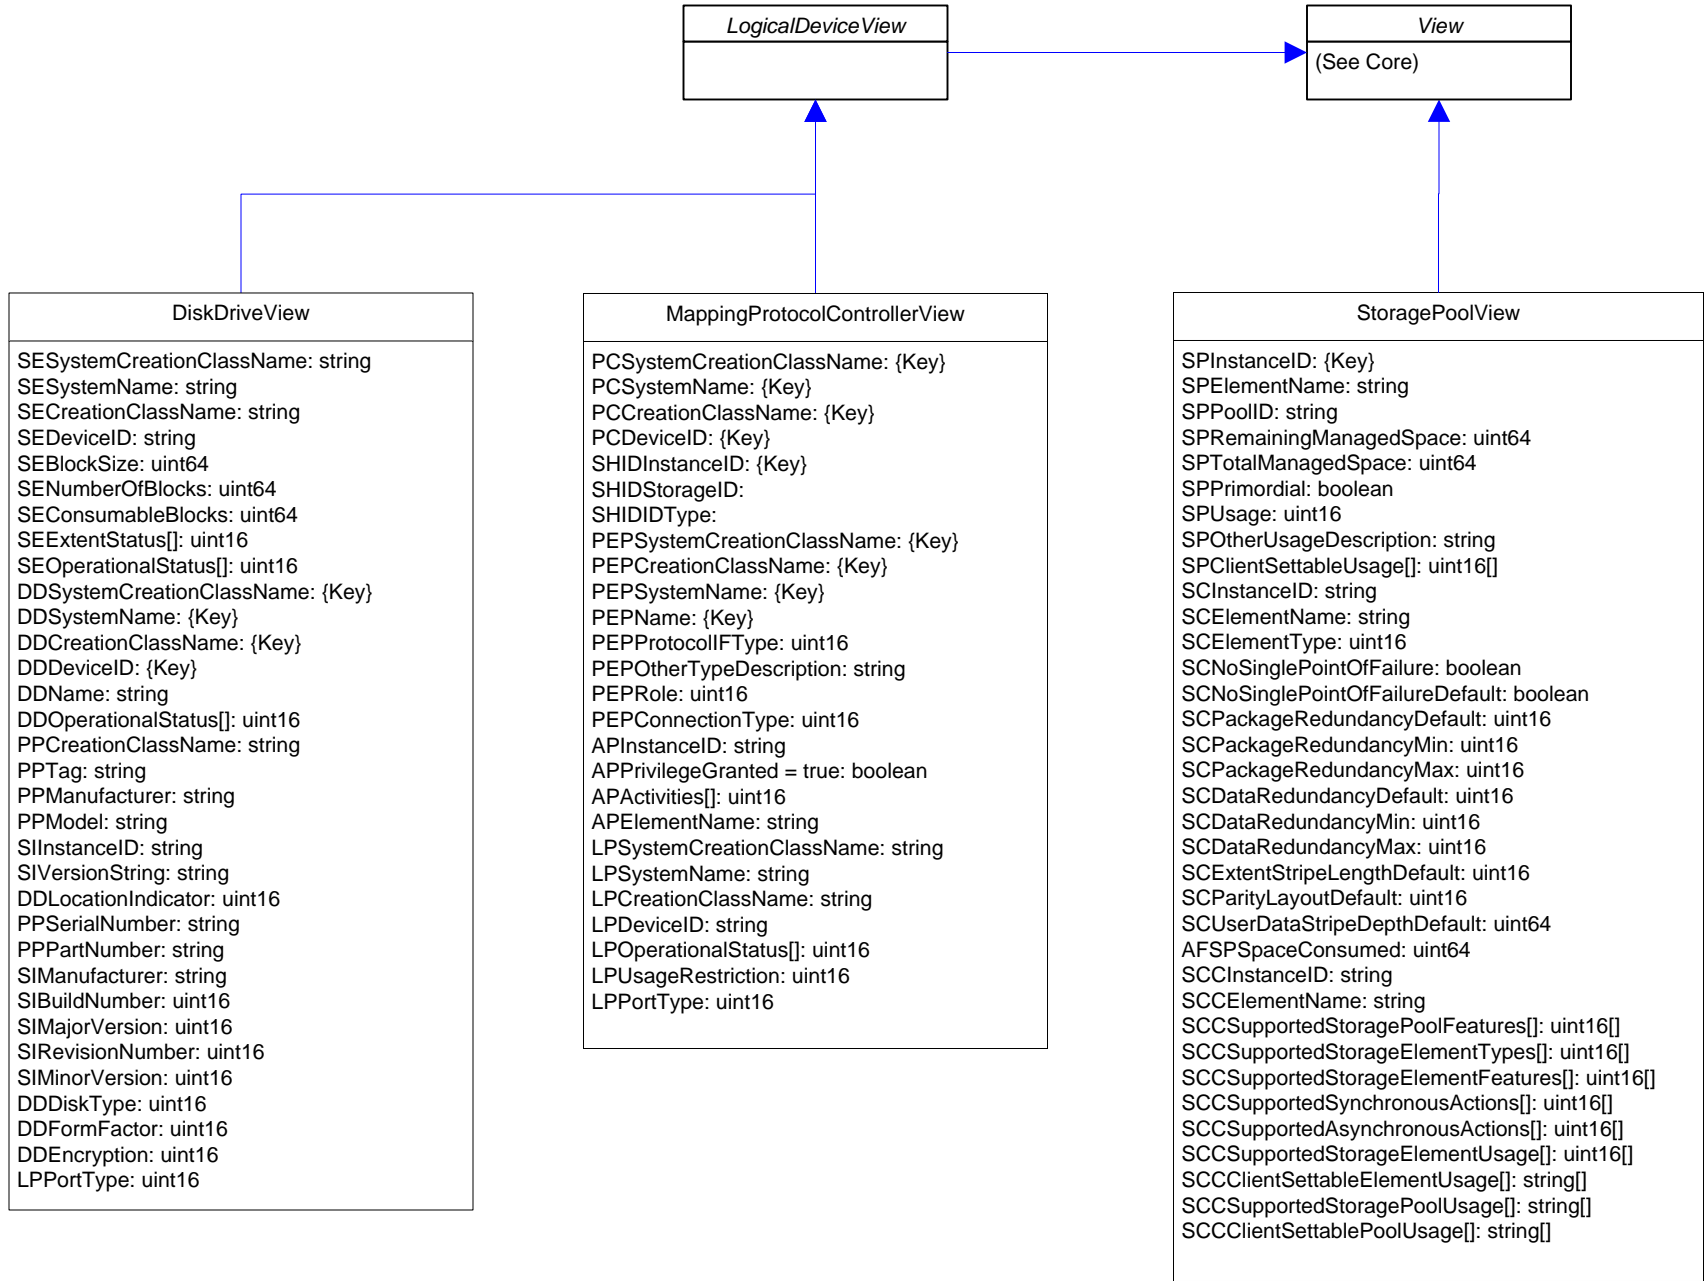 LogicalDeviceView
View
(See Core)
DiskDriveView
SESystemCreationClassName: string
SESystemName: string
SECreationClassName: string
SEDeviceID: string
SEBlockSize: uint64
SENumberOfBlocks: uint64
SEConsumableBlocks: uint64
SEExtentStatus[]: uint16
SEOperationalStatus[]: uint16
DDSystemCreationClassName: {Key}
DDSystemName: {Key}
DDCreationClassName: {Key}
DDDeviceID: {Key}
DDName: string
DDOperationalStatus[]: uint16
PPCreationClassName: string
PPTag: string
PPManufacturer: string
PPModel: string
SIInstanceID: string
SIVersionString: string
DDLocationIndicator: uint16
PPSerialNumber: string
PPPartNumber: string
SIManufacturer: string
SIBuildNumber: uint16
SIMajorVersion: uint16
SIRevisionNumber: uint16
SIMinorVersion: uint16
DDDiskType: uint16
DDFormFactor: uint16
DDEncryption: uint16
LPPortType: uint16
MappingProtocolControllerView
PCSystemCreationClassName: {Key}
PCSystemName: {Key}
PCCreationClassName: {Key}
PCDeviceID: {Key}
SHIDInstanceID: {Key}
SHIDStorageID:
SHIDIDType:
PEPSystemCreationClassName: {Key}
PEPCreationClassName: {Key}
PEPSystemName: {Key}
PEPName: {Key}
PEPProtocolIFType: uint16
PEPOtherTypeDescription: string
PEPRole: uint16
PEPConnectionType: uint16
APInstanceID: string
APPrivilegeGranted = true: boolean
APActivities[]: uint16
APElementName: string
LPSystemCreationClassName: string
LPSystemName: string
LPCreationClassName: string
LPDeviceID: string
LPOperationalStatus[]: uint16
LPUsageRestriction: uint16
LPPortType: uint16
StoragePoolView
SPInstanceID: {Key}
SPElementName: string
SPPoolID: string
SPRemainingManagedSpace: uint64
SPTotalManagedSpace: uint64
SPPrimordial: boolean
SPUsage: uint16
SPOtherUsageDescription: string
SPClientSettableUsage[]: uint16[]
SCInstanceID: string
SCElementName: string
SCElementType: uint16
SCNoSinglePointOfFailure: boolean
SCNoSinglePointOfFailureDefault: boolean
SCPackageRedundancyDefault: uint16
SCPackageRedundancyMin: uint16
SCPackageRedundancyMax: uint16
SCDataRedundancyDefault: uint16
SCDataRedundancyMin: uint16
SCDataRedundancyMax: uint16
SCExtentStripeLengthDefault: uint16
SCParityLayoutDefault: uint16
SCUserDataStripeDepthDefault: uint64
AFSPSpaceConsumed: uint64
SCCInstanceID: string
SCCElementName: string
SCCSupportedStoragePoolFeatures[]: uint16[]
SCCSupportedStorageElementTypes[]: uint16[]
SCCSupportedStorageElementFeatures[]: uint16[]
SCCSupportedSynchronousActions[]: uint16[]
SCCSupportedAsynchronousActions[]: uint16[]
SCCSupportedStorageElementUsage[]: uint16[]
SCCClientSettableElementUsage[]: string[]
SCCSupportedStoragePoolUsage[]: string[]
SCCClientSettablePoolUsage[]: string[]